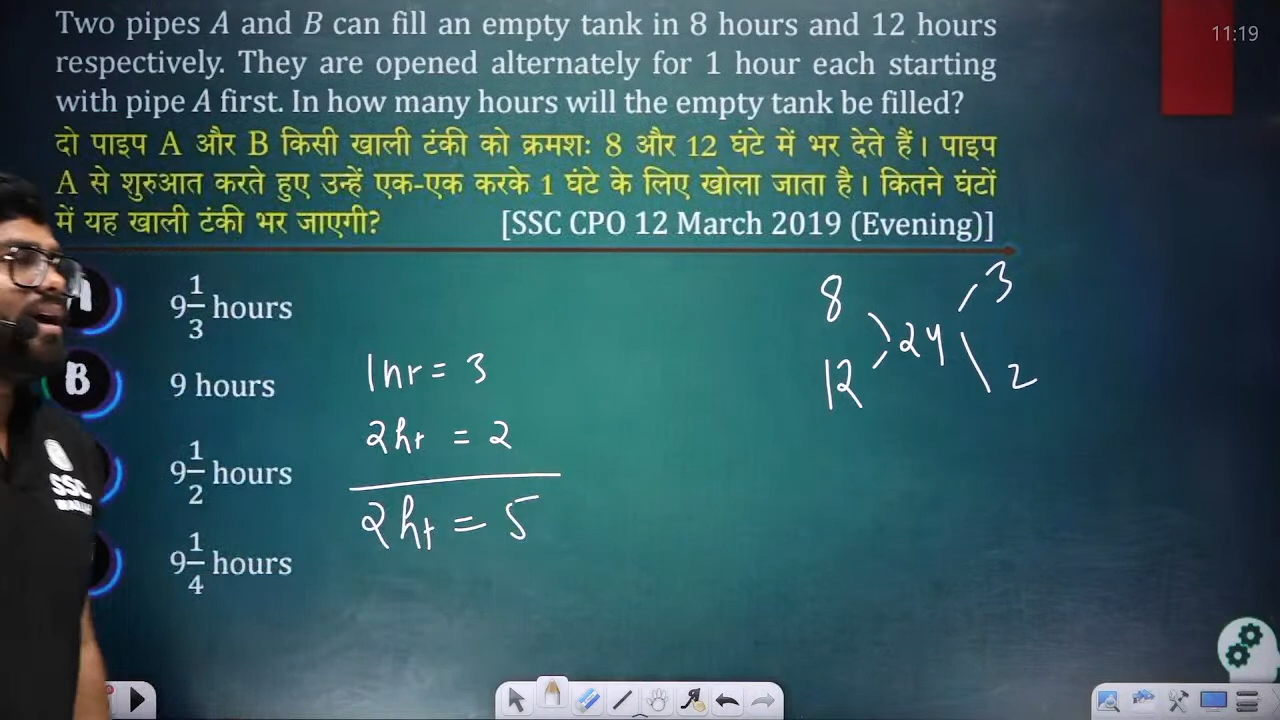 Two pipes A and B can fill an empty tank in 8 hours and 12 hours
respectively. They are opened alternately for 1 hour each starting
with pipe A first. In how many hours will the empty tank be filled?
दो पाइप A और B किसी खाली टंकी को क्रमशः 8 और 12 घंटे में भर देते हैं। पाइप
A से शुरुआत करते हुए उन्हें एक-एक करके 1 घंटे के लिए खोला जाता है। कितने घंटों
में यह खाली टंकी भर जाएगी? [SSC CPO 12 March 2019 (Evening)]
11:19
A 9 1/3 hours
B 9 hours
9 1/2 hours
9 1/4 hours
1hr = 3
2hr = 2
2hr = 5
8
12
24
3
2
SSC